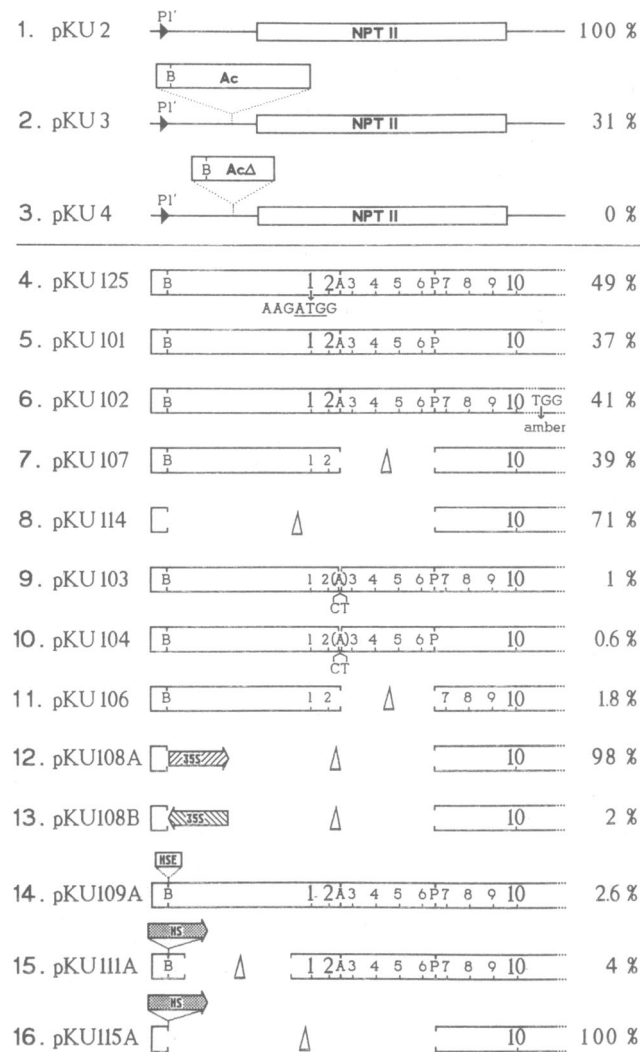 1. pKU2 P1' NPT II 100 %
B Ac
2. pKU3 P1' NPT II 31 %
B AcΔ
3. pKU4 P1' NPT II 0 %
4. pKU125 B 1 2 A 3 4 5 6 P 7 8 9 10 49 %
AAGATGG
5. pKU101 B 1 2 A 3 4 5 6 P 10 37 %
6. pKU102 B 1 2 A 3 4 5 6 P 7 8 9 10 TGG 41 %
amber
7. pKU107 B 1 2 Δ 10 39 %
8. pKU114 Δ 10 71 %
9. pKU103 B 1 2 (A) 3 4 5 6 P 7 8 9 10 1 %
CT
10. pKU104 B 1 2 (A) 3 4 5 6 P 10 0.6 %
CT
11. pKU106 B 1 2 Δ 7 8 9 10 1.8 %
12. pKU108A 35S Δ 10 98 %
13. pKU108B 35S Δ 10 2 %
HSE
14. pKU109A B 1 2 A 3 4 5 6 P 7 8 9 10 2.6 %
HS
15. pKU111A B Δ 1 2 A 3 4 5 6 P 7 8 9 10 4 %
HS
16. pKU115A Δ 10 100 %